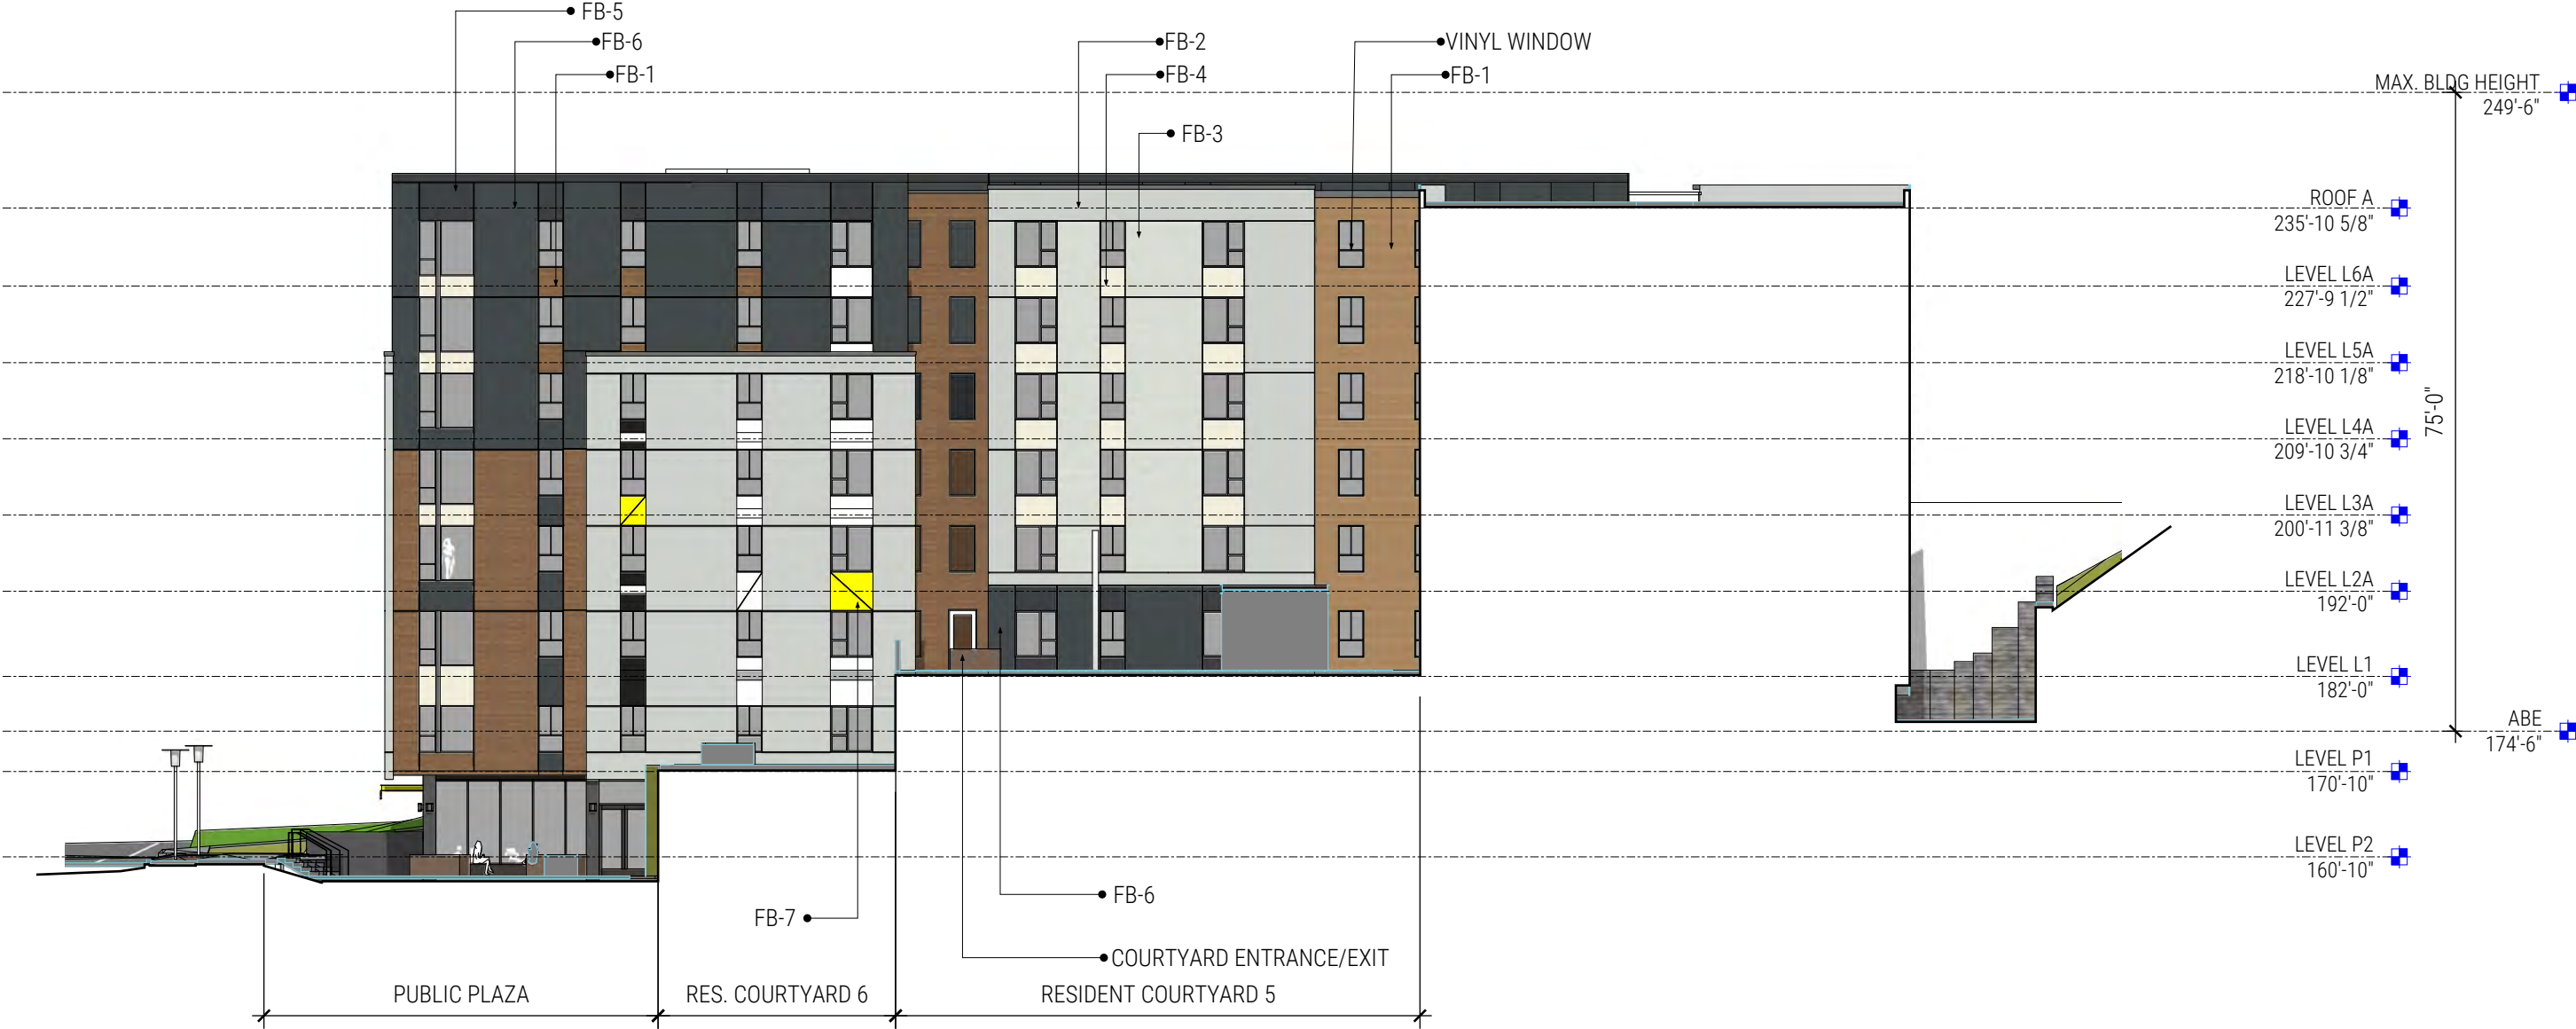 FB-5
FB-6
FB-1
FB-2
FB-4
FB-3
VINYL WINDOW
FB-1
MAX. BLDG HEIGHT
249'-6"
ROOF A
235'-10 5/8"
LEVEL L6A
227'-9 1/2"
LEVEL L5A
218'-10 1/8"
LEVEL L4A
209'-10 3/4"
75'-0"
LEVEL L3A
200'-11 3/8"
LEVEL L2A
192'-0"
LEVEL L1
182'-0"
ABE
174'-6"
LEVEL P1
170'-10"
LEVEL P2
160'-10"
FB-6
FB-7
COURTYARD ENTRANCE/EXIT
PUBLIC PLAZA
RES. COURTYARD 6
RESIDENT COURTYARD 5